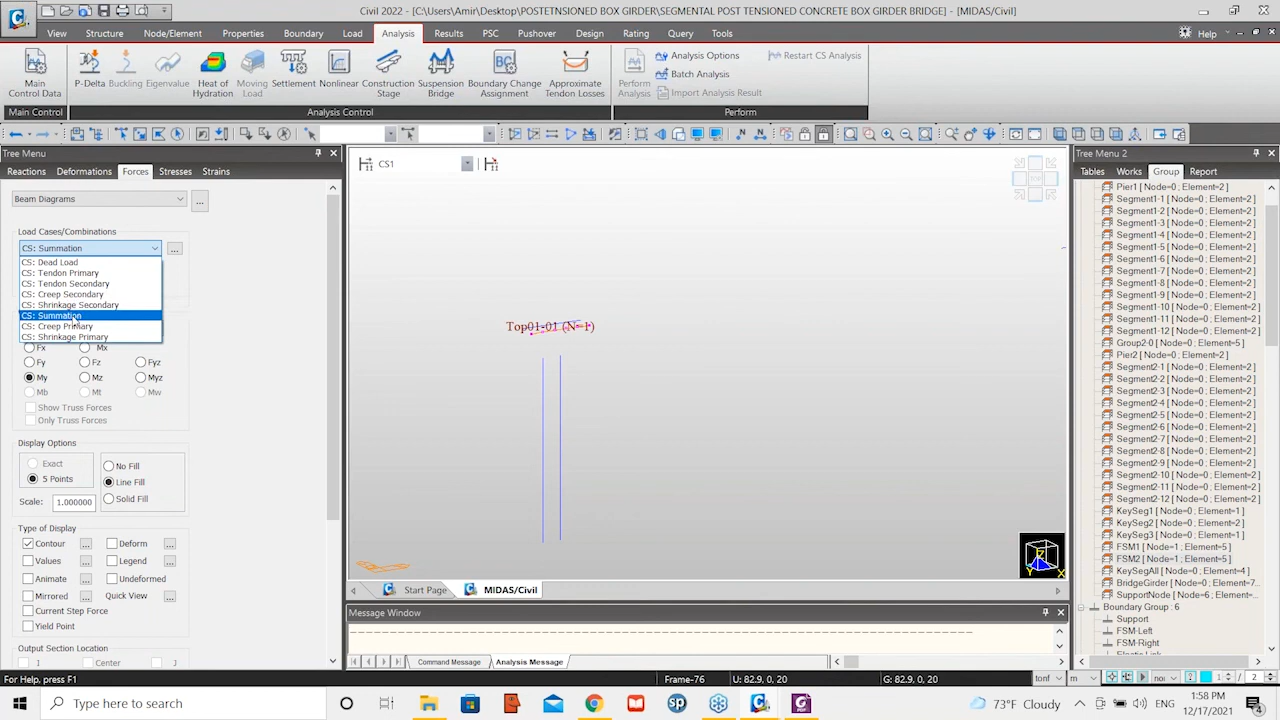 Civil 2022 - [C:\Users\Amir\Desktop\POSTETNSIONED BOX GIRDER\SEGMENTAL POST TENSIONED CONCRETE BOX GIRDER BRIDGE] - [MIDAS/Civil]
View Structure Node/Element Properties Boundary Load Analysis Results PSC Pushover Design Rating Query Tools Help
Main Control Data
P-Delta Buckling Eigenvalue
Heat of Hydration
Moving Load
Settlement Nonlinear
Construction Stage
Suspension Bridge
Boundary Change Assignment
Approximate Tendon Losses
Perform Analysis
Analysis Options
Batch Analysis
Import Analysis Result
Restart CS Analysis
Main Control Analysis Control Perform
Tree Menu
Reactions Deformations Forces Stresses Strains
Beam Diagrams ...
Load Cases/Combinations
CS: Summation ...
CS: Dead Load
CS: Tendon Primary
CS: Tendon Secondary
CS: Creep Secondary
CS: Shrinkage Secondary
CS: Summation
CS: Creep Primary
CS: Shrinkage Primary
Fx Mx
Fy Fz Fyz
My Mz Myz
Mb Mt Mw
Show Truss Forces
Only Truss Forces
Display Options
Exact
5 Points
No Fill
Line Fill
Solid Fill
Scale: 1.000000
Type of Display
Contour ... Deform ...
Values ... Legend ...
Animate ... Undeformed
Mirrored ... Quick View ...
Current Step Force
Yield Point
Output Section Location
I Center J
CS1
Top01-01 (N=1)
Start Page MIDAS/Civil
Message Window
Command Message Analysis Message
Tree Menu 2
Tables Works Group Report
Pier1 [ Node=0 ; Element=2 ]
Segment1-1 [ Node=0 ; Element=2 ]
Segment1-2 [ Node=0 ; Element=2 ]
Segment1-3 [ Node=0 ; Element=2 ]
Segment1-4 [ Node=0 ; Element=2 ]
Segment1-5 [ Node=0 ; Element=2 ]
Segment1-6 [ Node=0 ; Element=2 ]
Segment1-7 [ Node=0 ; Element=2 ]
Segment1-8 [ Node=0 ; Element=2 ]
Segment1-9 [ Node=0 ; Element=2 ]
Segment1-10 [ Node=0 ; Element=2 ]
Segment1-11 [ Node=0 ; Element=2 ]
Segment1-12 [ Node=0 ; Element=2 ]
Group2-0 [ Node=0 ; Element=5 ]
Pier2 [ Node=0 ; Element=2 ]
Segment2-1 [ Node=0 ; Element=2 ]
Segment2-2 [ Node=0 ; Element=2 ]
Segment2-3 [ Node=0 ; Element=2 ]
Segment2-4 [ Node=0 ; Element=2 ]
Segment2-5 [ Node=0 ; Element=2 ]
Segment2-6 [ Node=0 ; Element=2 ]
Segment2-7 [ Node=0 ; Element=2 ]
Segment2-8 [ Node=0 ; Element=2 ]
Segment2-9 [ Node=0 ; Element=2 ]
Segment2-10 [ Node=0 ; Element=2 ]
Segment2-11 [ Node=0 ; Element=2 ]
Segment2-12 [ Node=0 ; Element=2 ]
KeySeg1 [ Node=0 ; Element=1 ]
KeySeg2 [ Node=0 ; Element=2 ]
KeySeg3 [ Node=0 ; Element=1 ]
FSM1 [ Node=1 ; Element=5 ]
FSM2 [ Node=1 ; Element=5 ]
KeySegAll [ Node=0 ; Element=4 ]
BridgeGirder [ Node=0 ; Element=7...
SupportNode [ Node=6 ; Element=0...
Boundary Group : 6
Support
FSM-Left
FSM-Right
For Help, press F1 Frame-76 U: 82.9, 0, 20 G: 82.9, 0, 20 tonf m 1 / 2
Type here to search
73°F Cloudy ENG 1:58 PM 12/17/2021 4